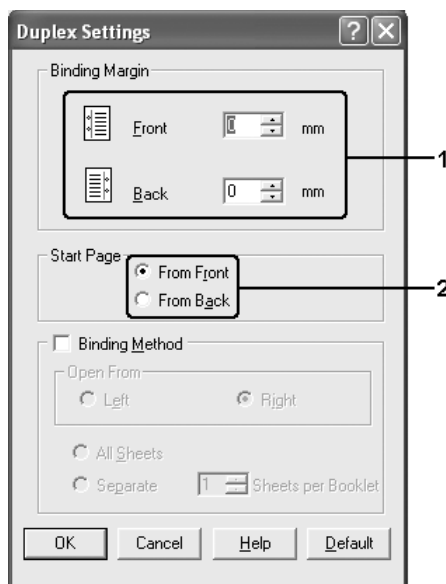 Duplex Settings
Binding Margin
Front 0 mm
1
Back 0 mm
Start Page
From Front
2
From Back
Binding Method
Open From
Left Right
All Sheets
Separate 1 Sheets per Booklet
OK Cancel Help Default